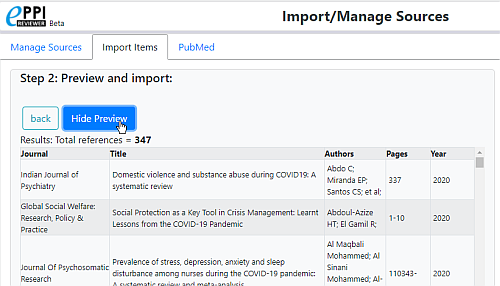 ePPI
REVIEWER Beta
Import/Manage Sources
Manage Sources Import Items PubMed
Step 2: Preview and import:
back Hide Preview
Results: Total references = 347
Journal Title Authors Pages Year
Indian Journal of Psychiatry Domestic violence and substance abuse during COVID19: A systematic review Abdo C; Miranda EP; Santos CS; et al; 337 2020
Global Social Welfare: Research, Policy & Practice Social Protection as a Key Tool in Crisis Management: Learnt Lessons from the COVID-19 Pandemic Abdoul-Azize HT; El Gamil R; 1-10 2020
Journal Of Psychosomatic Research Prevalence of stress, depression, anxiety and sleep disturbance among nurses during the COVID-19 pandemic: A systematic review and meta-analysis Al Maqbali Mohammed; Al Sinani Mohammed; Al- 110343- 2020